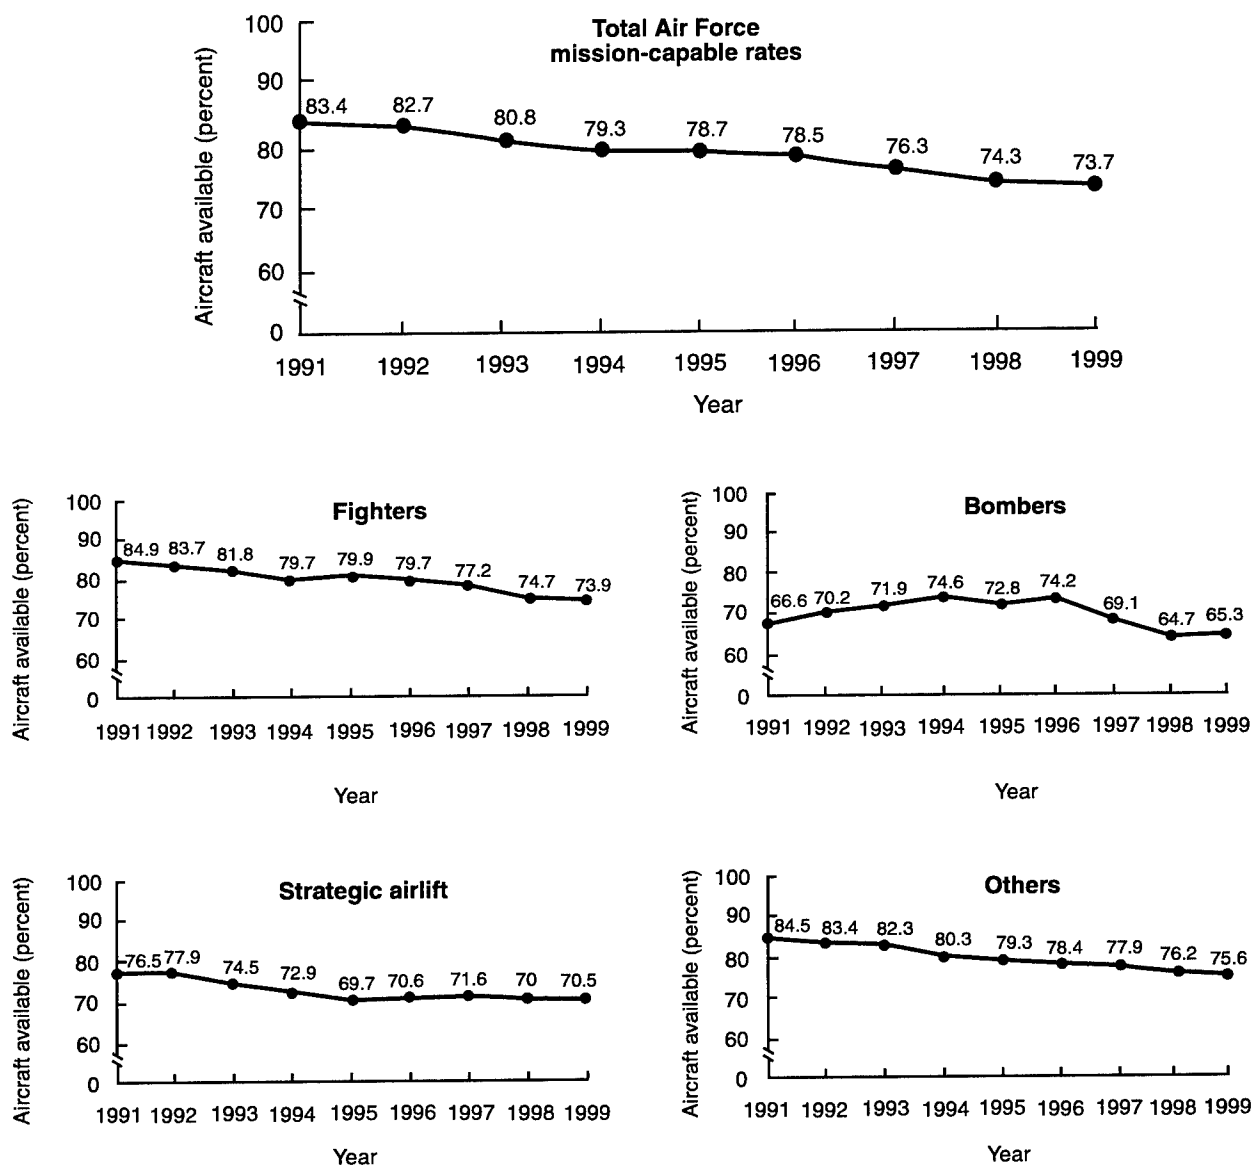 Total Air Force
mission-capable rates
Aircraft available (percent)
100
90
80
70
60
0
83.4 82.7 80.8 79.3 78.7 78.5 76.3 74.3 73.7
1991 1992 1993 1994 1995 1996 1997 1998 1999
Year
Fighters
Aircraft available (percent)
100
90
80
70
60
0
84.9 83.7 81.8 79.7 79.9 79.7 77.2 74.7 73.9
1991 1992 1993 1994 1995 1996 1997 1998 1999
Year
Bombers
Aircraft available (percent)
100
90
80
70
60
0
66.6 70.2 71.9 74.6 72.8 74.2 69.1 64.7 65.3
1991 1992 1993 1994 1995 1996 1997 1998 1999
Year
Strategic airlift
Aircraft available (percent)
100
90
80
70
60
0
76.5 77.9 74.5 72.9 69.7 70.6 71.6 70 70.5
1991 1992 1993 1994 1995 1996 1997 1998 1999
Year
Others
Aircraft available (percent)
100
90
80
70
60
0
84.5 83.4 82.3 80.3 79.3 78.4 77.9 76.2 75.6
1991 1992 1993 1994 1995 1996 1997 1998 1999
Year